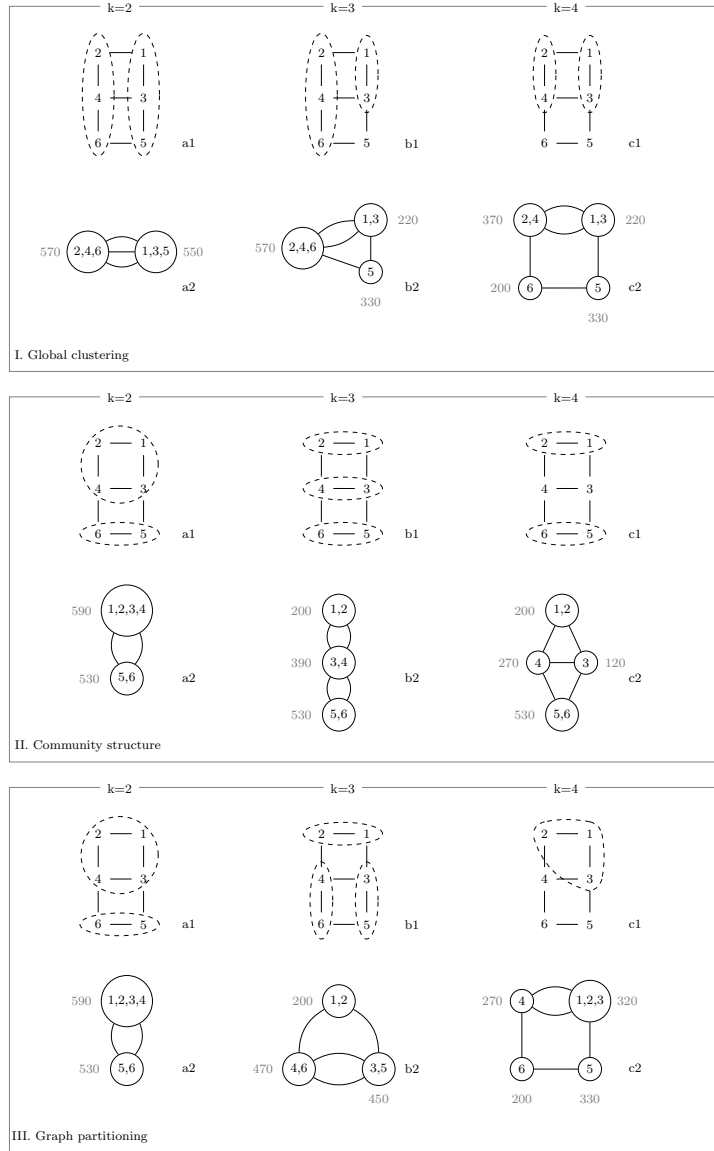 k=2 k=3 k=4
2 1 2 1 2 1
4 3 4 3 4 3
6 5 a1 6 5 b1 6 5 c1
1,3 220 370 2,4 1,3 220
570 2,4,6 1,3,5 550 570 2,4,6
5 200 6 5
a2 b2 c2
330
330
I. Global clustering
k=2 k=3 k=4
2 1 2 1 2 1
4 3 4 3 4 3
6 5 a1 6 5 b1 6 5 c1
590 1,2,3,4 200 1,2 200 1,2
390 3,4 270 4 3 120
530 5,6 a2 b2 c2
530 5,6 530 5,6
II. Community structure
k=2 k=3 k=4
2 1 2 1 2 1
4 3 4 3 4 3
6 5 a1 6 5 b1 6 5 c1
590 1,2,3,4 200 1,2 270 4 1,2,3 320
530 5,6 a2 470 4,6 3,5 b2 6 5 c2
450 200 330
III. Graph partitioning